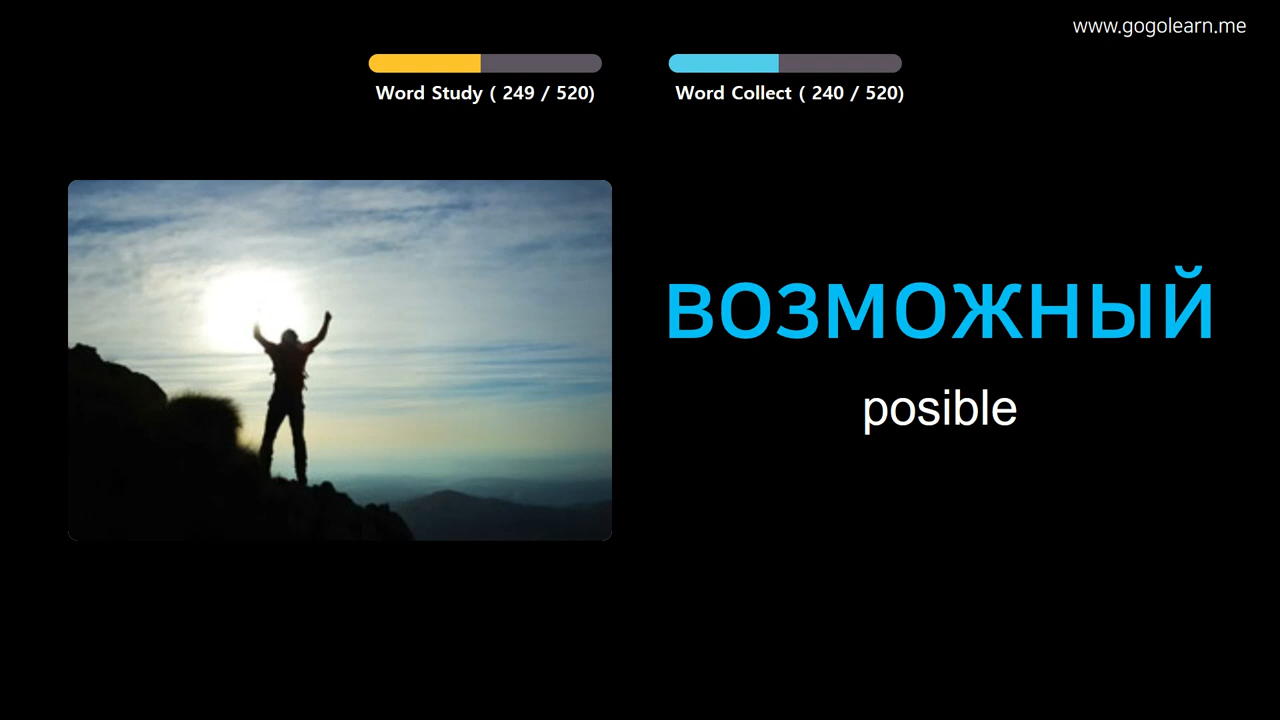 www.gogolearn.me
Word Study ( 249 / 520)
Word Collect ( 240 / 520)
возможный
posible